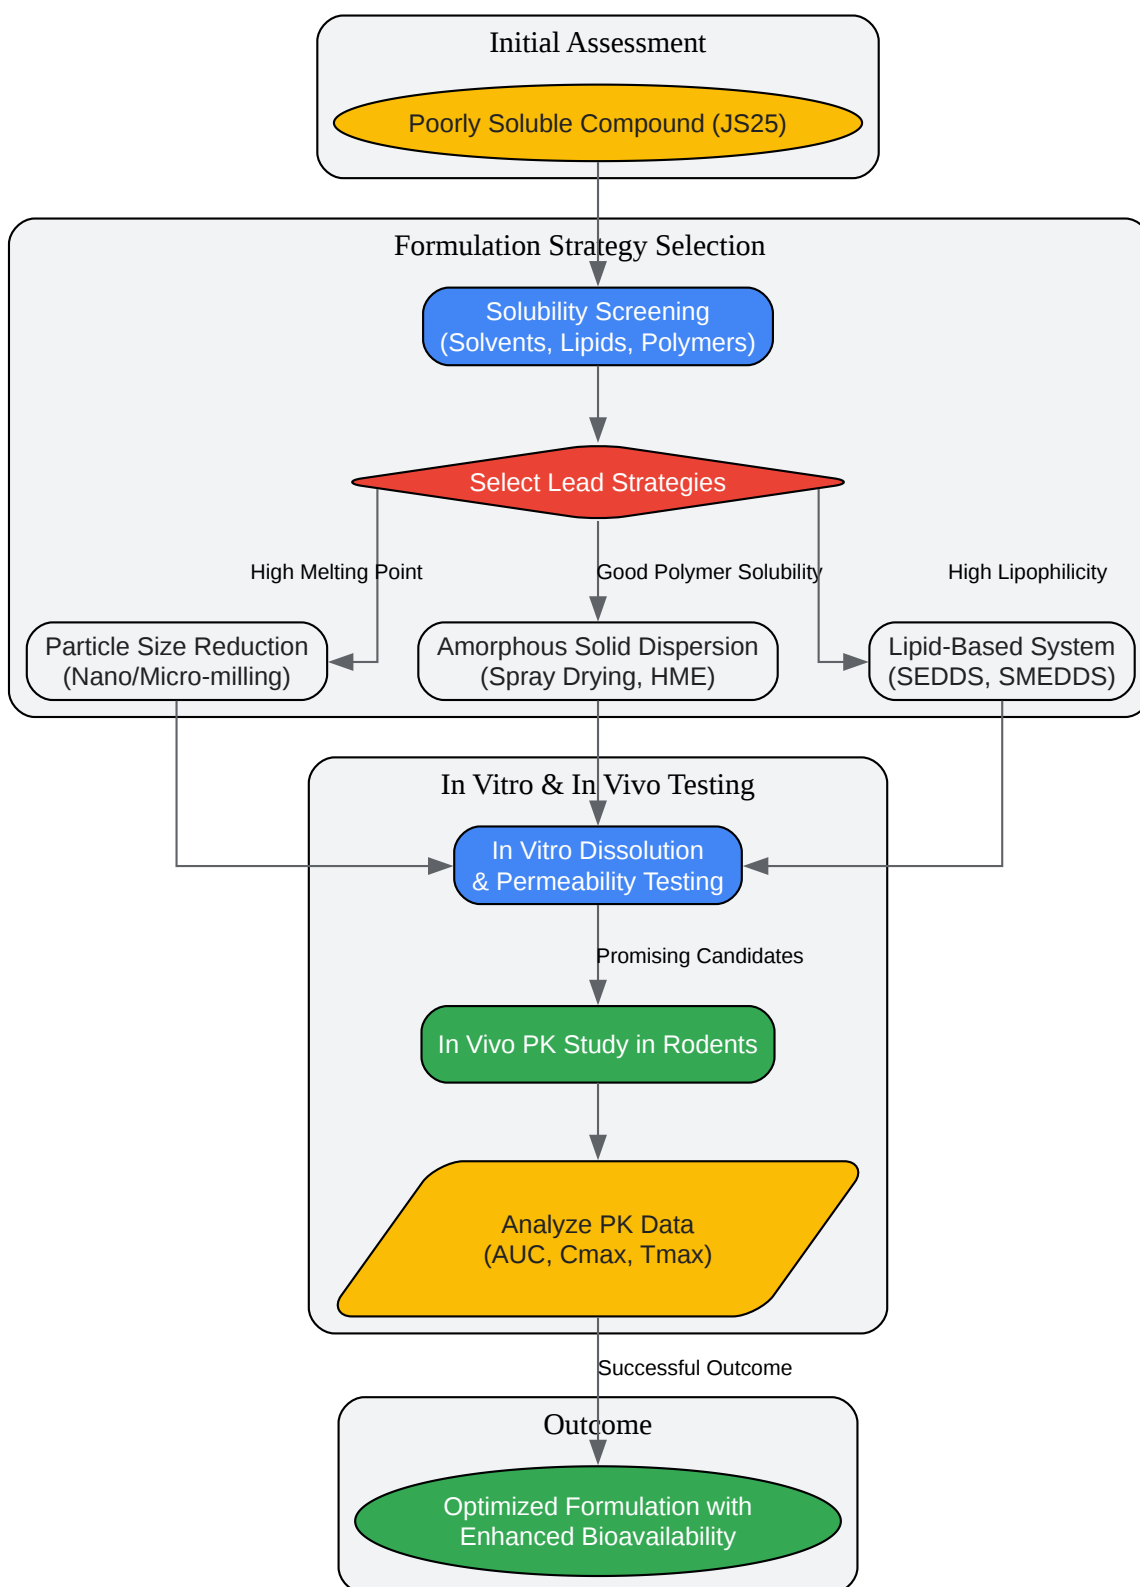 Initial Assessment
Poorly Soluble Compound (JS25)
Formulation Strategy Selection
Solubility Screening
(Solvents, Lipids, Polymers)
Select Lead Strategies
High Melting Point
Good Polymer Solubility
High Lipophilicity
Particle Size Reduction
(Nano/Micro-milling)
Amorphous Solid Dispersion
(Spray Drying, HME)
Lipid-Based System
(SEDDS, SMEDDS)
In Vitro & In Vivo Testing
In Vitro Dissolution
& Permeability Testing
Promising Candidates
In Vivo PK Study in Rodents
Analyze PK Data
(AUC, Cmax, Tmax)
Successful Outcome
Outcome
Optimized Formulation with
Enhanced Bioavailability